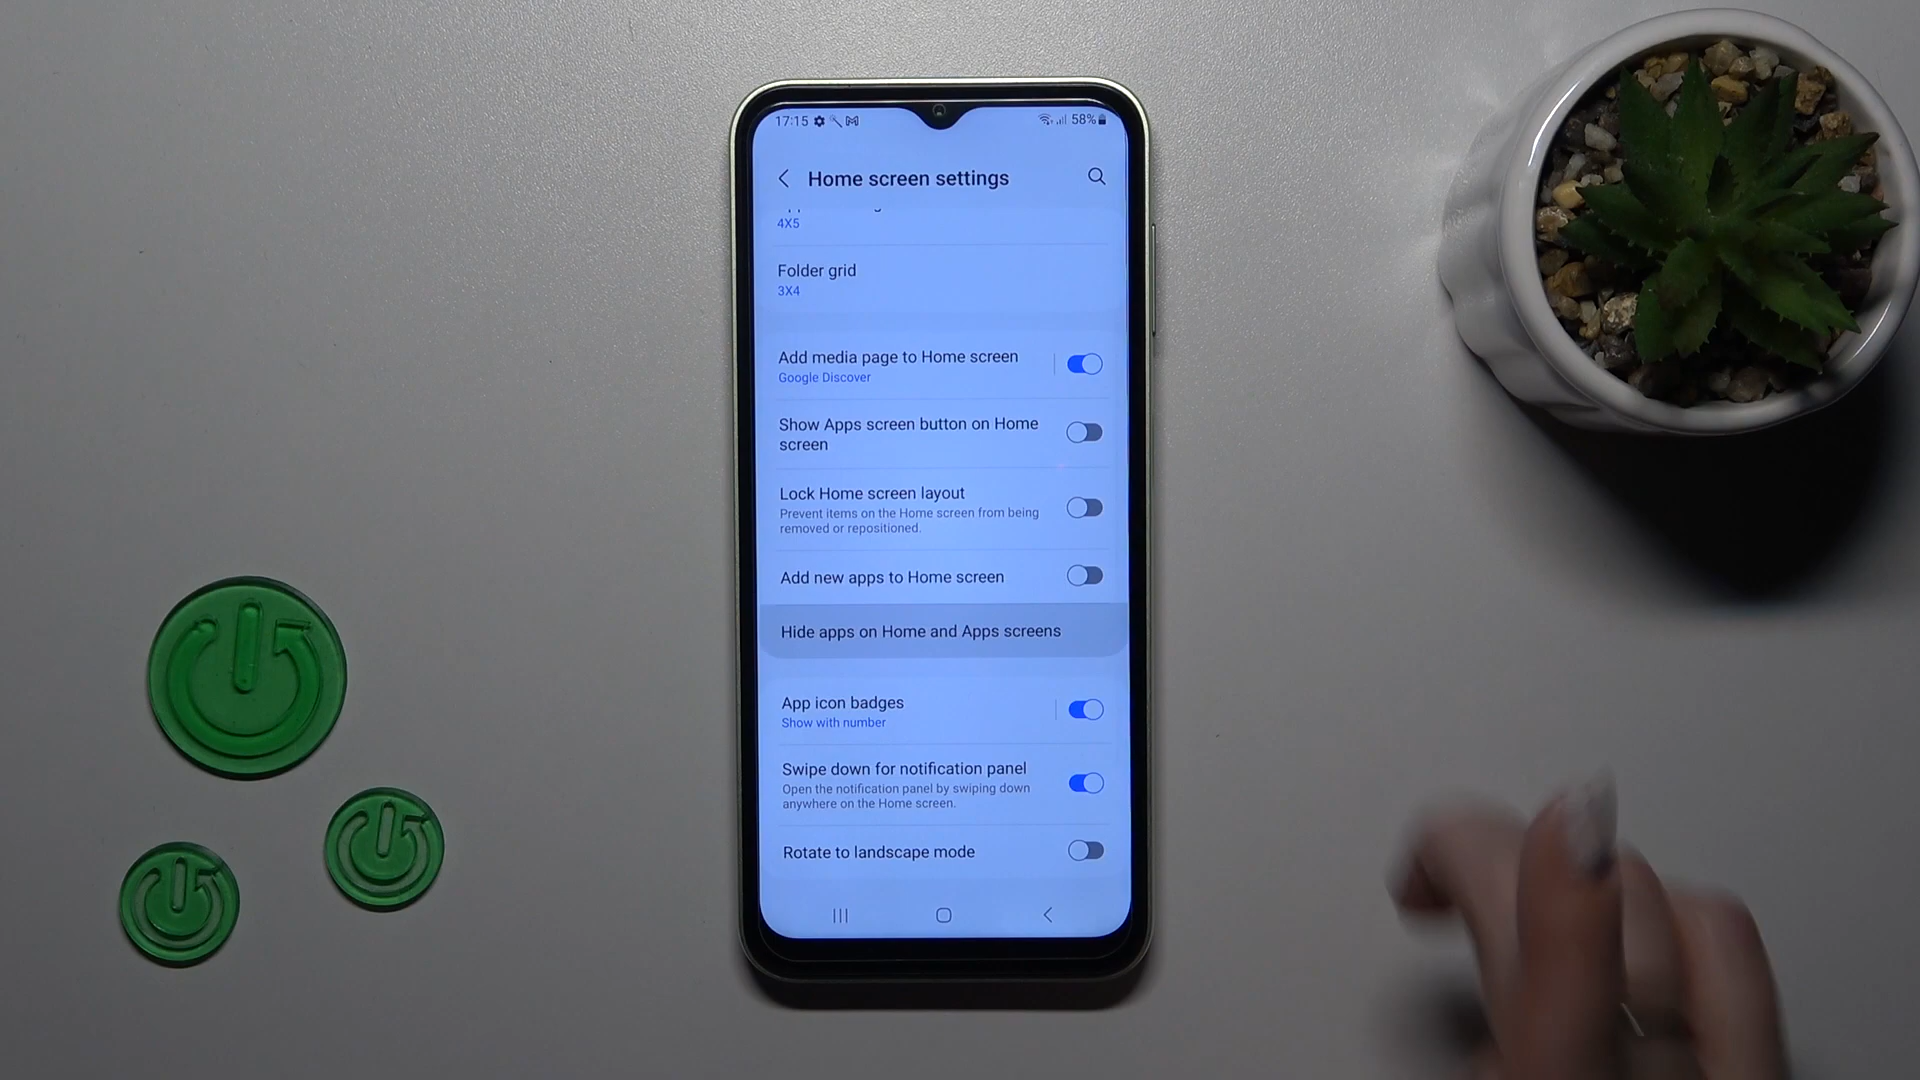 17:15
58%
Home screen settings
4X5
Folder grid
3X4
Add media page to Home screen
Google Discover
Show Apps screen button on Home
screen
Lock Home screen layout
Prevent items on the Home screen from being
removed or repositioned.
Add new apps to Home screen
Hide apps on Home and Apps screens
App icon badges
Show with number
Swipe down for notification panel
Open the notification panel by swiping down
anywhere on the Home screen.
Rotate to landscape mode